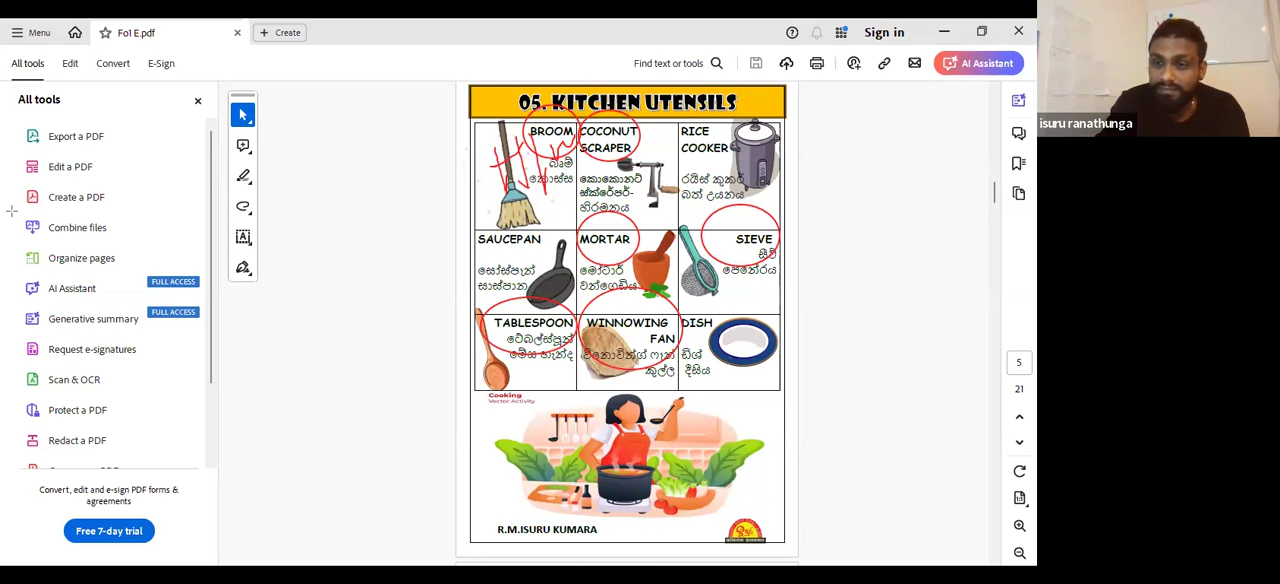 Menu
Fo1 E.pdf
Create
Sign in
All tools
Edit
Convert
E-Sign
Find text or tools
AI Assistant
All tools
Export a PDF
Edit a PDF
Create a PDF
Combine files
Organize pages
AI Assistant
FULL ACCESS
Generative summary
FULL ACCESS
Request e-signatures
Scan & OCR
Protect a PDF
Redact a PDF
Convert, edit and e-sign PDF forms &
agreements
Free 7-day trial
05. KITCHEN UTENSILS
BROOM
බෲම්
කොස්ස
COCONUT
SCRAPER
කොකොනට්
ස්ක්රේපර්-
හිරමනය
RICE
COOKER
රයිස් කුකර්
බත් උයනය
SAUCEPAN
සෝස්පෑන්
සාස්පාන
MORTAR
මෝටාර්
වන්ගෙඩිය
SIEVE
සීව්
පෙනේරය
TABLESPOON
ටේබල්ස්පූන්
මේස හැන්ද
WINNOWING
FAN
විනොවින්ග් ෆෑන්
කුල්ල
DISH
ඩිශ්
දීසිය
Cooking
Vector Activity
R.M.ISURU KUMARA
5
21
isuru ranathunga